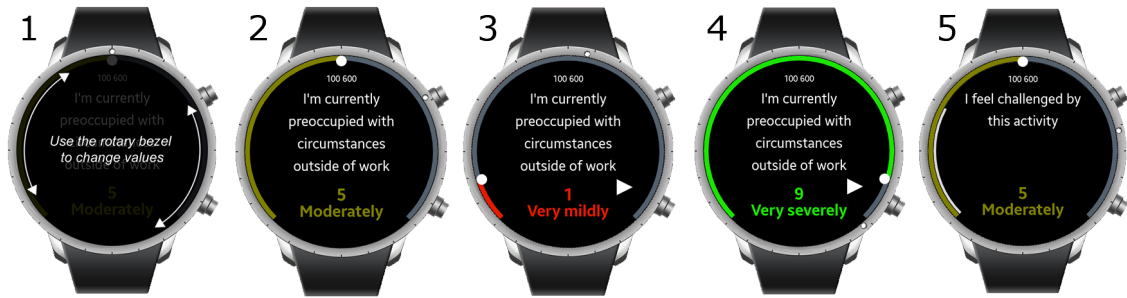 1
100 600
I'm currently
preoccupied with
Use the rotary bezel
to change values
circumstances
outside of work
5
Moderately
2
100 600
I'm currently
preoccupied with
circumstances
outside of work
5
Moderately
3
100 600
I'm currently
preoccupied with
circumstances
outside of work
1
Very mildly
4
100 600
I'm currently
preoccupied with
circumstances
outside of work
9
Very severely
5
100 600
I feel challenged by
this activity
5
Moderately